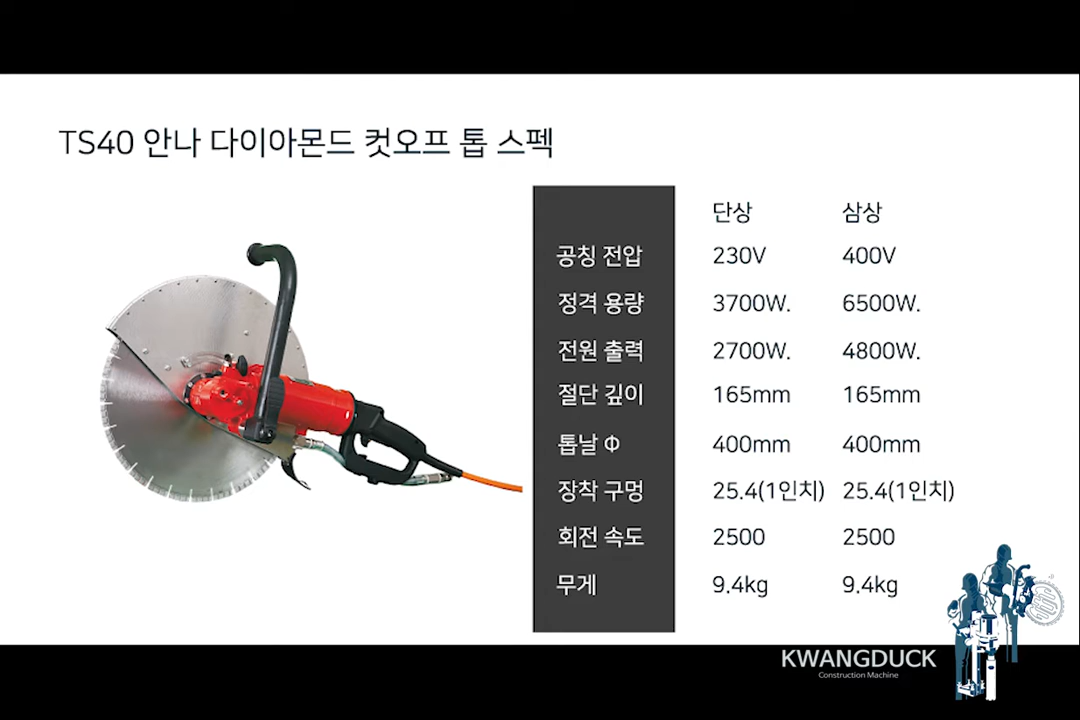 TS40 안나 다이아몬드 컷오프 톱 스펙
단상 삼상
공칭 전압 230V 400V
정격 용량 3700W. 6500W.
전원 출력 2700W. 4800W.
절단 깊이 165mm 165mm
톱날 Φ 400mm 400mm
장착 구멍 25.4(1인치) 25.4(1인치)
회전 속도 2500 2500
무게 9.4kg 9.4kg
KWANGDUCK
Construction Machine